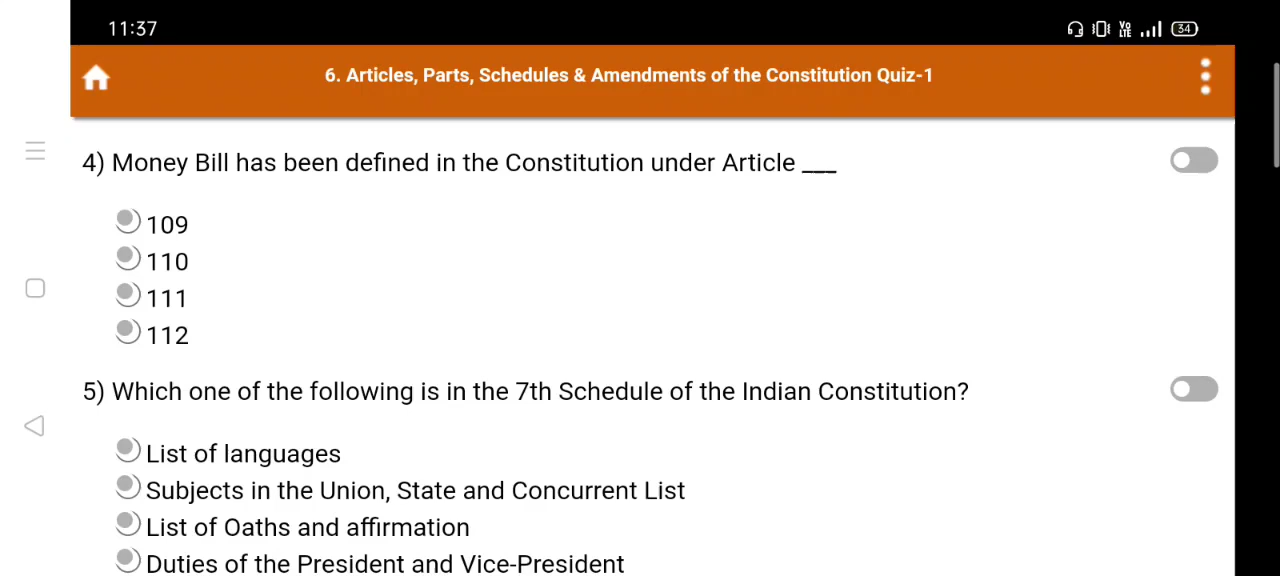 11:37
VO LTE 34
6. Articles, Parts, Schedules & Amendments of the Constitution Quiz-1
4) Money Bill has been defined in the Constitution under Article ___
109
110
111
112
5) Which one of the following is in the 7th Schedule of the Indian Constitution?
List of languages
Subjects in the Union, State and Concurrent List
List of Oaths and affirmation
Duties of the President and Vice-President